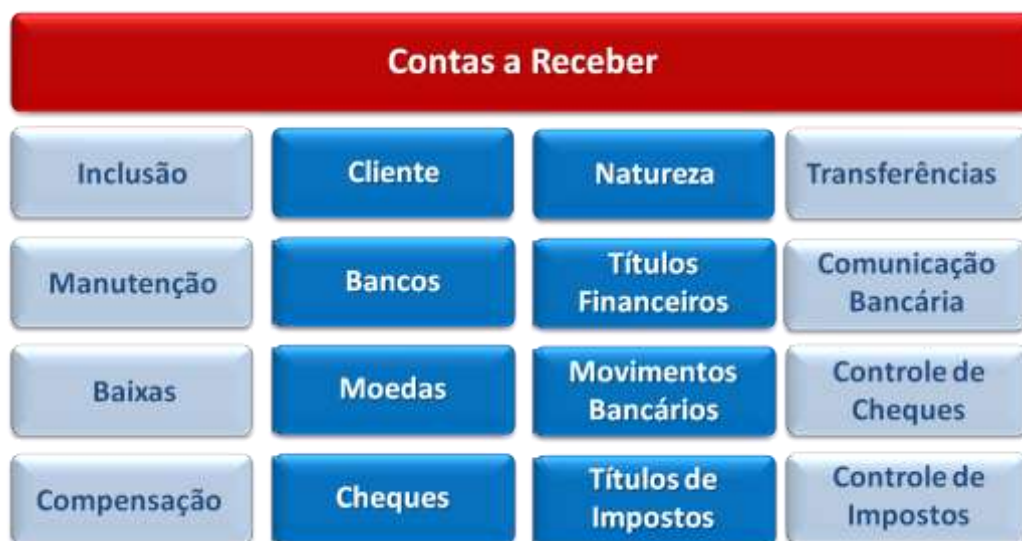 Contas a Receber
Inclusão
Cliente
Natureza
Transferências
Manutenção
Bancos
Títulos
Financeiros
Comunicação
Bancária
Baixas
Moedas
Movimentos
Bancários
Controle de
Cheques
Compensação
Cheques
Títulos de
Impostos
Controle de
Impostos